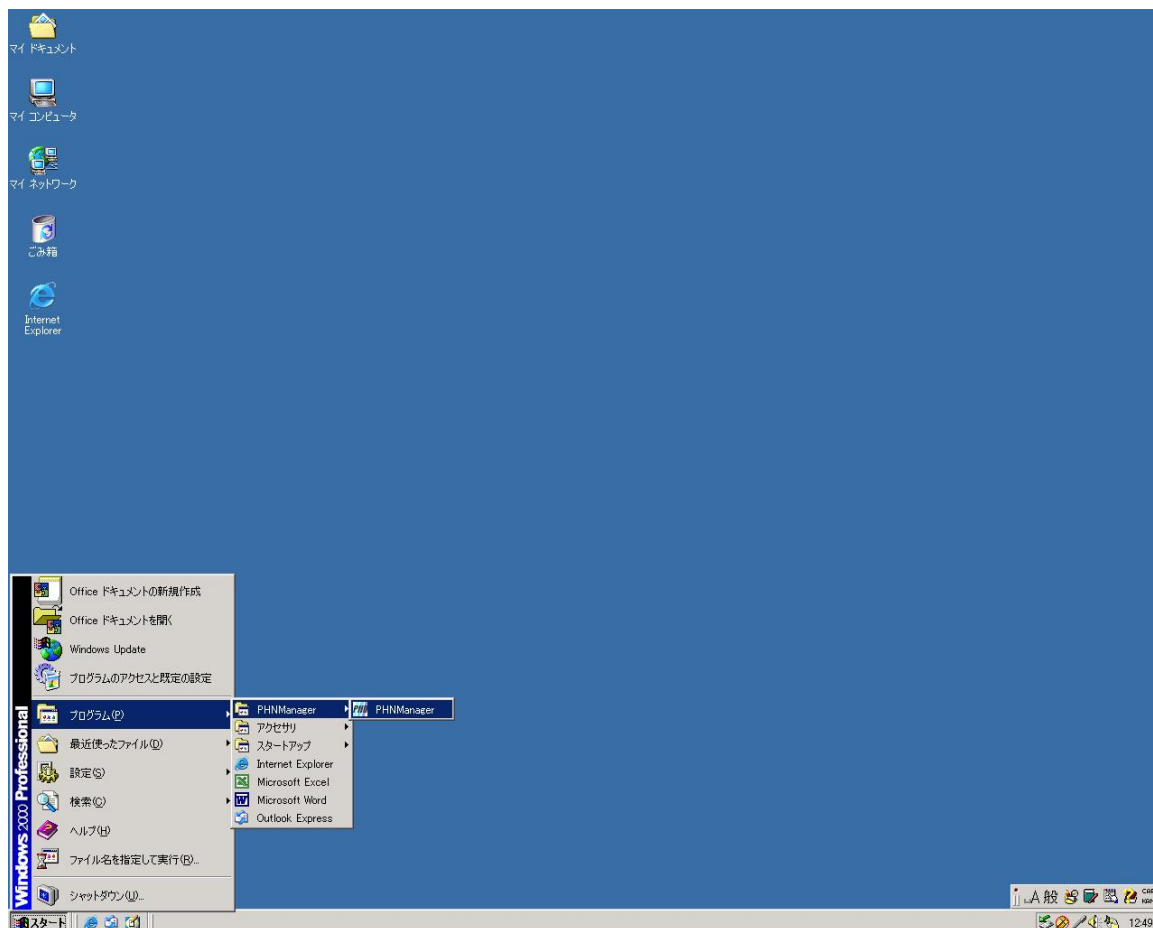 マイ ドキュメント
マイ コンピュータ
マイ ネットワーク
ごみ箱
Internet
Explorer
Office ドキュメントの新規作成
Office ドキュメントを開く
Windows Update
プログラムのアクセスと既定の設定
プログラム(P)
最近使ったファイル(D)
設定(S)
検索(C)
ヘルプ(H)
ファイル名を指定して実行(R)...
シャットダウン(U)...
Windows 2000 Professional
PHNManager
アクセサリ
スタートアップ
Internet Explorer
Microsoft Excel
Microsoft Word
Outlook Express
PHNManager
A 般
スタート
12:49